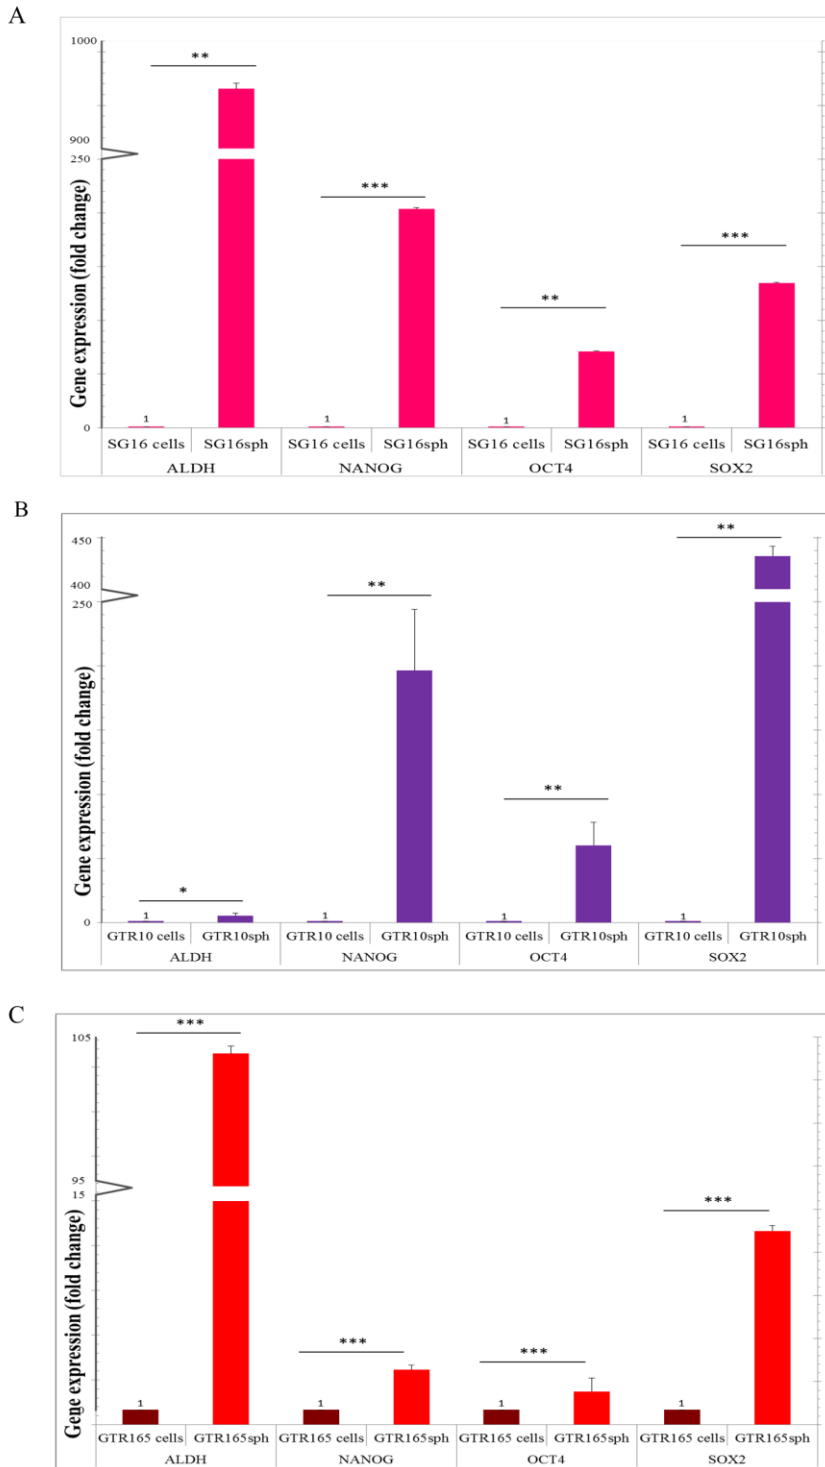 A
1000
**
900
250
***
***
**
Gene expression (fold change)
1
1
1
1
0
SG16 cells SG16sph SG16 cells SG16sph SG16 cells SG16sph SG16 cells SG16sph
ALDH NANOG OCT4 SOX2
B
450
**
400
250
**
**
*
Gene expression (fold change)
1
1
1
1
0
GTR10 cells GTR10sph GTR10 cells GTR10sph GTR10 cells GTR10sph GTR10 cells GTR10sph
ALDH NANOG OCT4 SOX2
C
105
***
95
15
***
***
***
Gene expression (fold change)
1
1
1
1
GTR165 cells GTR165sph GTR165 cells GTR165sph GTR165 cells GTR165sph GTR165 cells GTR165sph
ALDH NANOG OCT4 SOX2